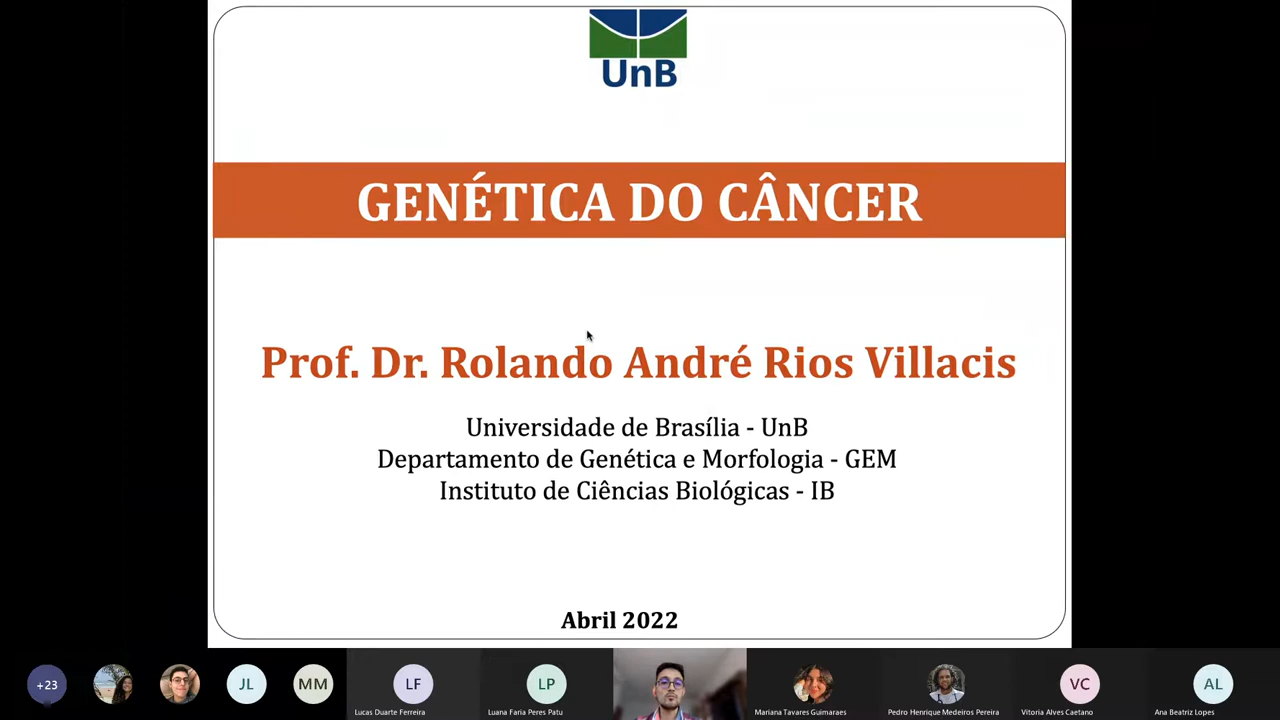 UnB
GENÉTICA DO CÂNCER
Prof. Dr. Rolando André Rios Villacis
Universidade de Brasília - UnB
Departamento de Genética e Morfologia - GEM
Instituto de Ciências Biológicas - IB
Abril 2022
+23
JL
MM
LF
LP
VC
AL
Lucas Duarte Ferreira
Luana Faria Peres Patu
Mariana Tavares Guimaraes
Pedro Henrique Medeiros Pereira
Vitoria Alves Caetano
Ana Beatriz Lopes